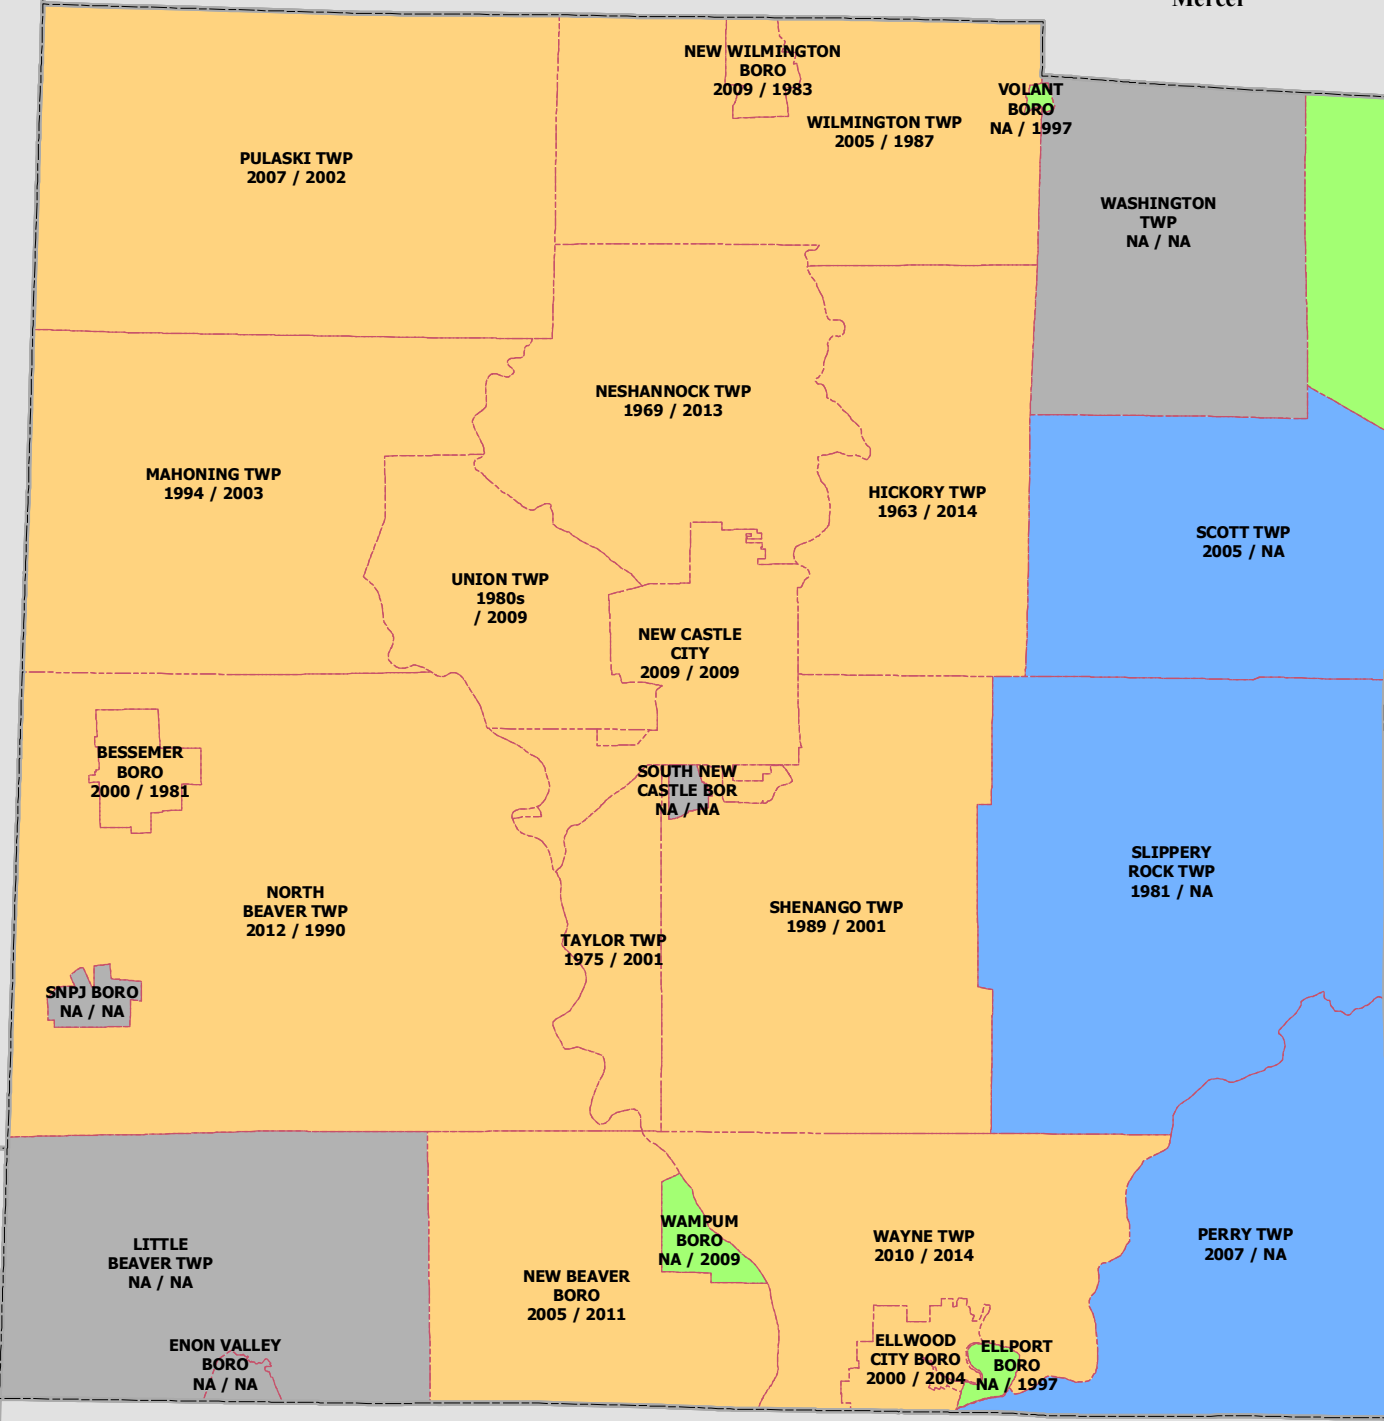 Mercer
NEW WILMINGTON
BORO
2009 / 1983
VOLANT
BORO
NA / 1997
WILMINGTON TWP
2005 / 1987
PULASKI TWP
2007 / 2002
WASHINGTON
TWP
NA / NA
NESHANNOCK TWP
1969 / 2013
MAHONING TWP
1994 / 2003
HICKORY TWP
1963 / 2014
SCOTT TWP
2005 / NA
UNION TWP
1980s
/ 2009
NEW CASTLE
CITY
2009 / 2009
BESSEMER
BORO
2000 / 1981
SOUTH NEW
CASTLE BOR
NA / NA
SLIPPERY
ROCK TWP
1981 / NA
NORTH
BEAVER TWP
2012 / 1990
SHENANGO TWP
1989 / 2001
TAYLOR TWP
1975 / 2001
SNPJ BORO
NA / NA
WAMPUM
BORO
NA / 2009
WAYNE TWP
2010 / 2014
PERRY TWP
2007 / NA
LITTLE
BEAVER TWP
NA / NA
NEW BEAVER
BORO
2005 / 2011
ENON VALLEY
BORO
NA / NA
ELLWOOD
CITY BORO
2000 / 2004
ELLPORT
BORO
NA / 1997